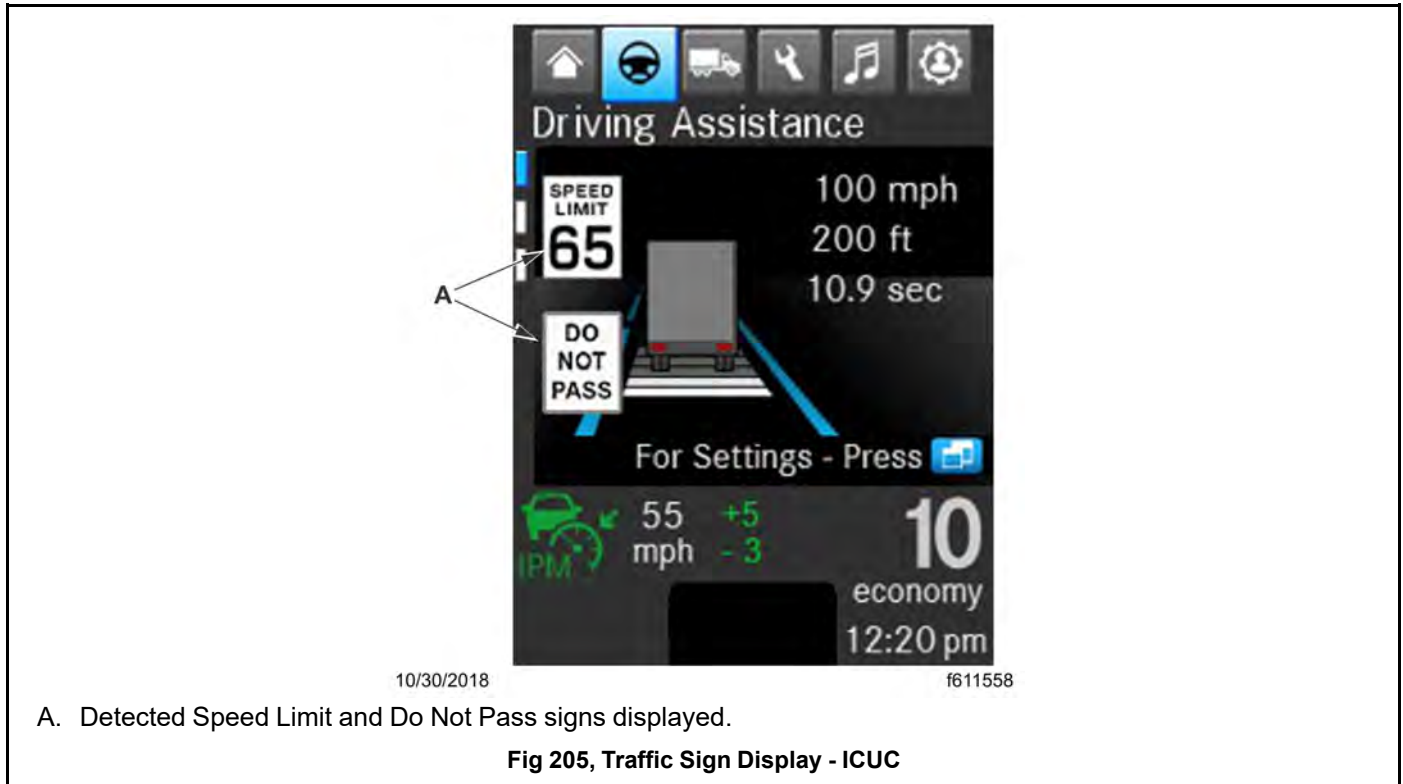 Driving Assistance
SPEED
LIMIT
65
100 mph
200 ft
10.9 sec
A
DO
NOT
PASS
For Settings - Press
IPM
55
mph
+5
- 3
10
economy
12:20 pm
10/30/2018
f611558
A. Detected Speed Limit and Do Not Pass signs displayed.
Fig 205, Traffic Sign Display - ICUC